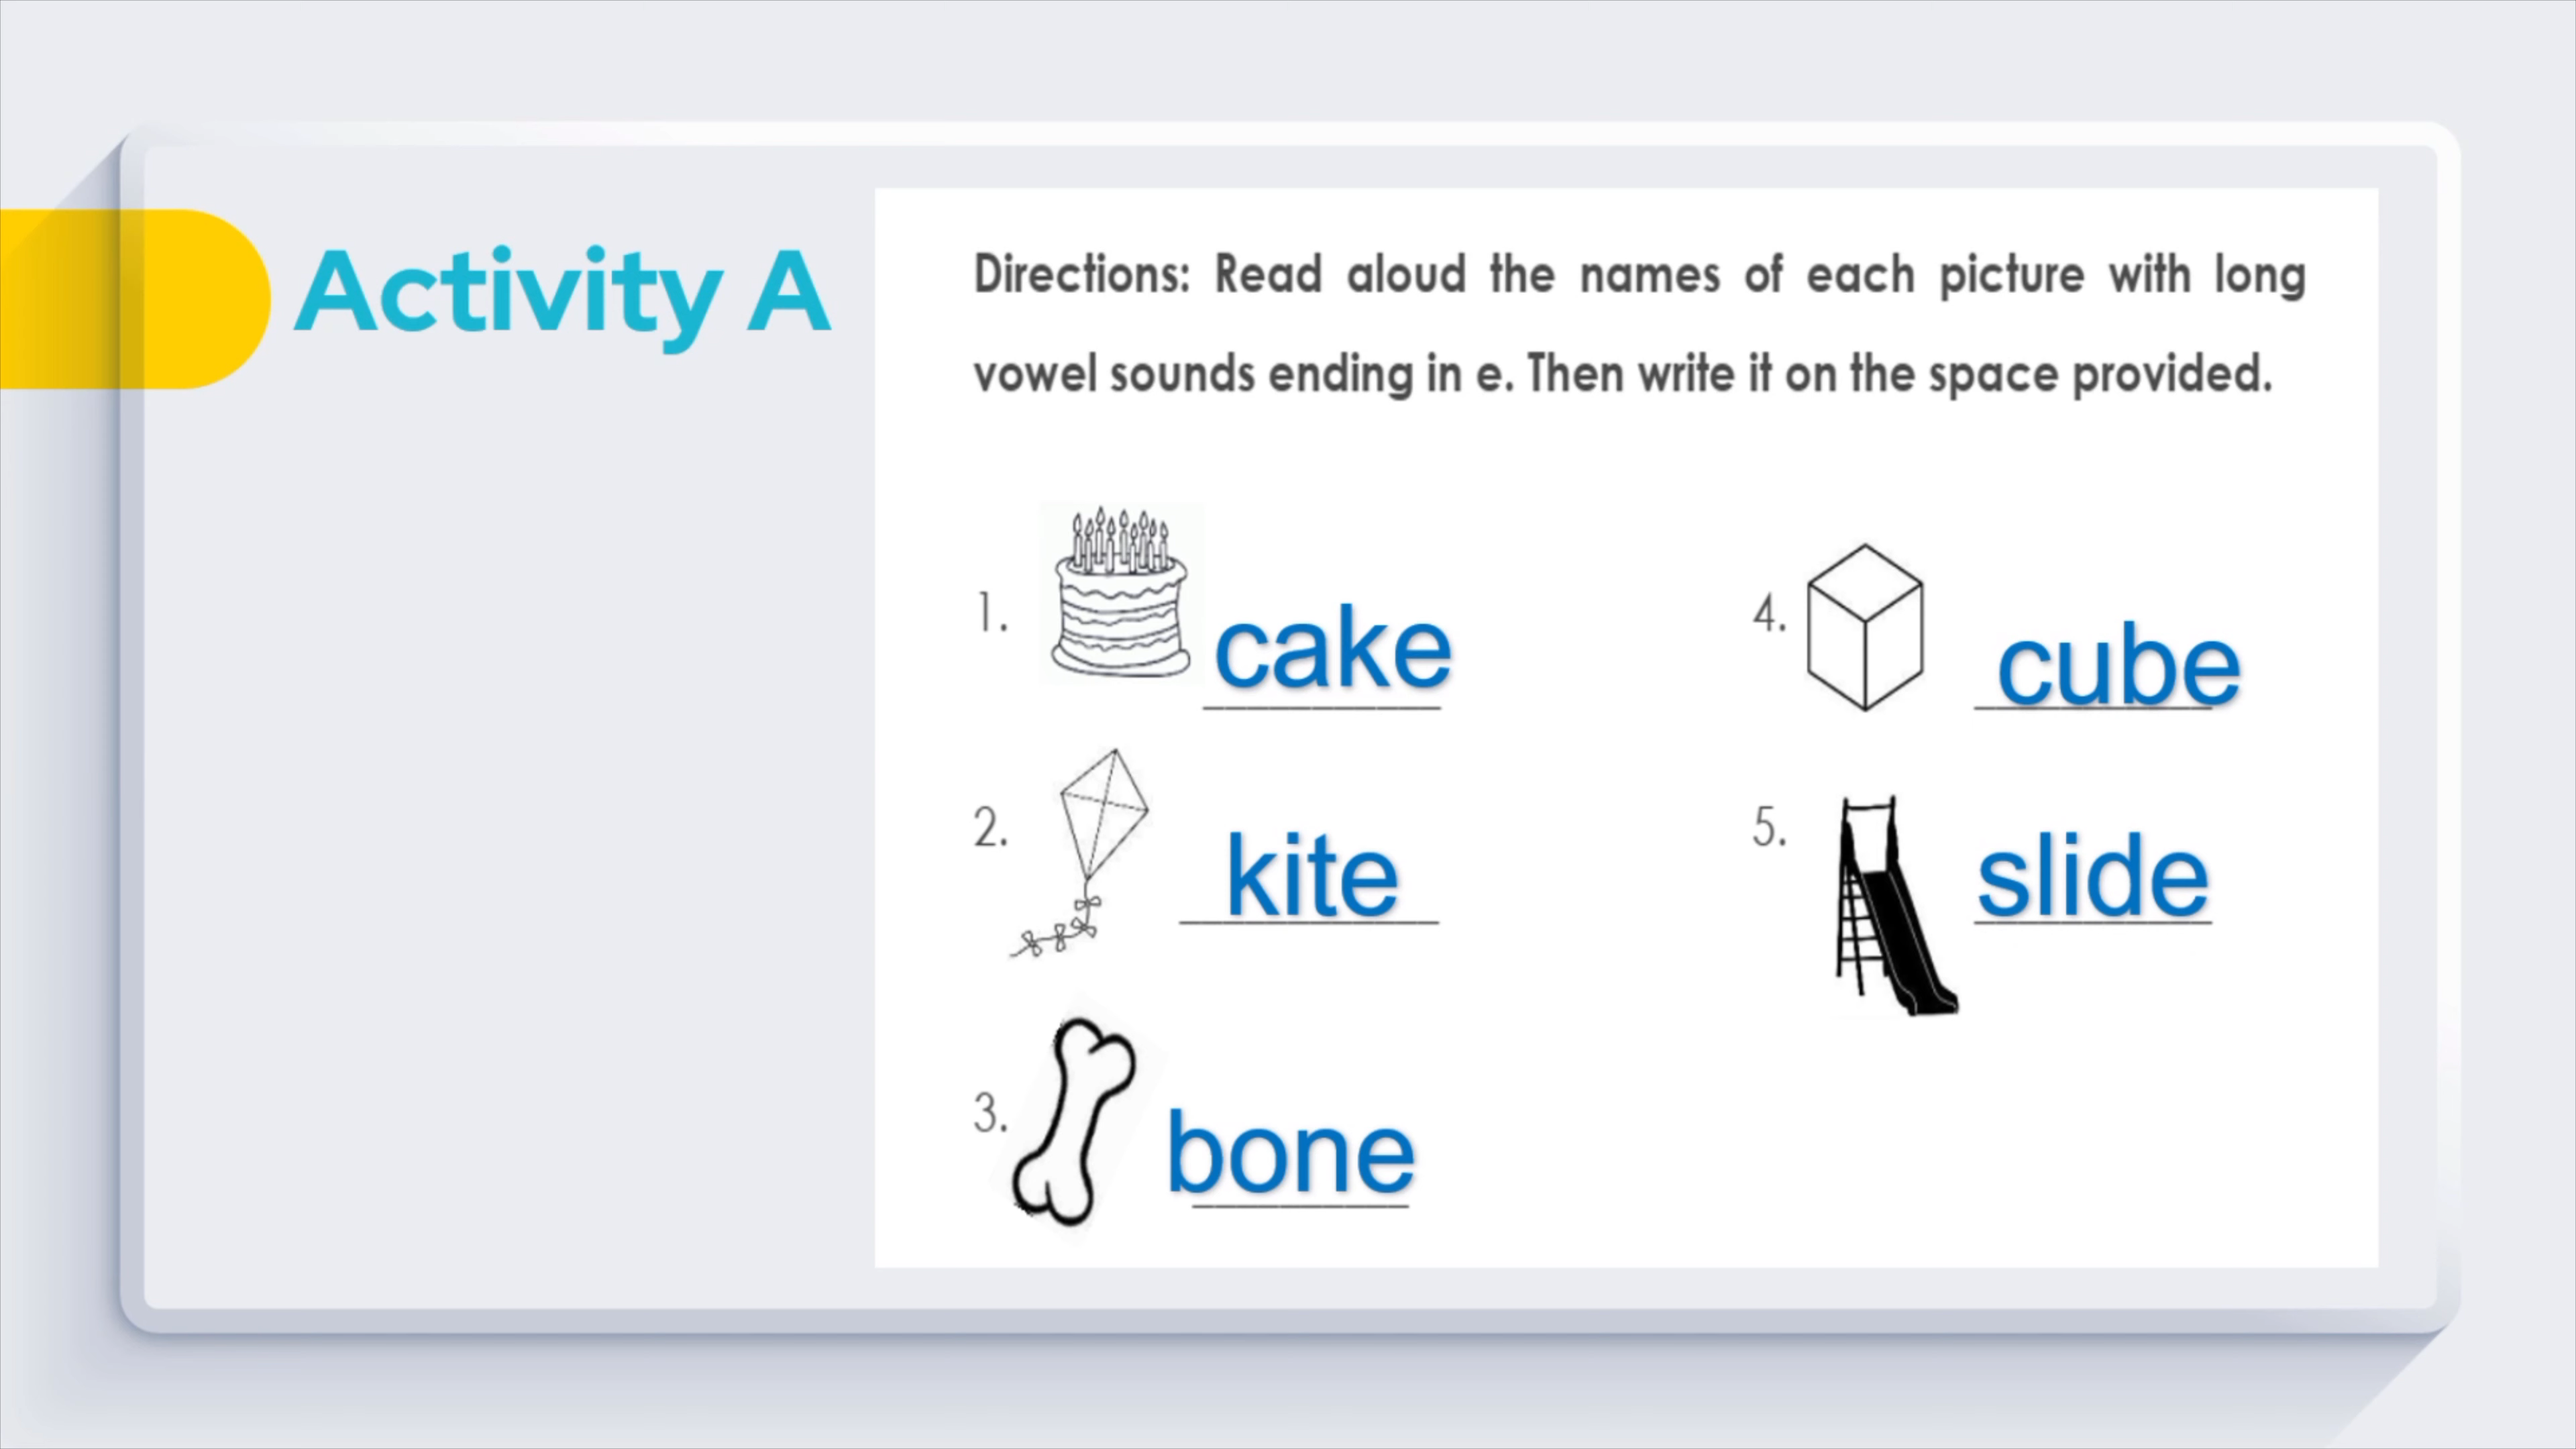 Activity A
Directions: Read aloud the names of each picture with long
vowel sounds ending in e. Then write it on the space provided.
1. cake
2. kite
3. bone
4. cube
5. slide